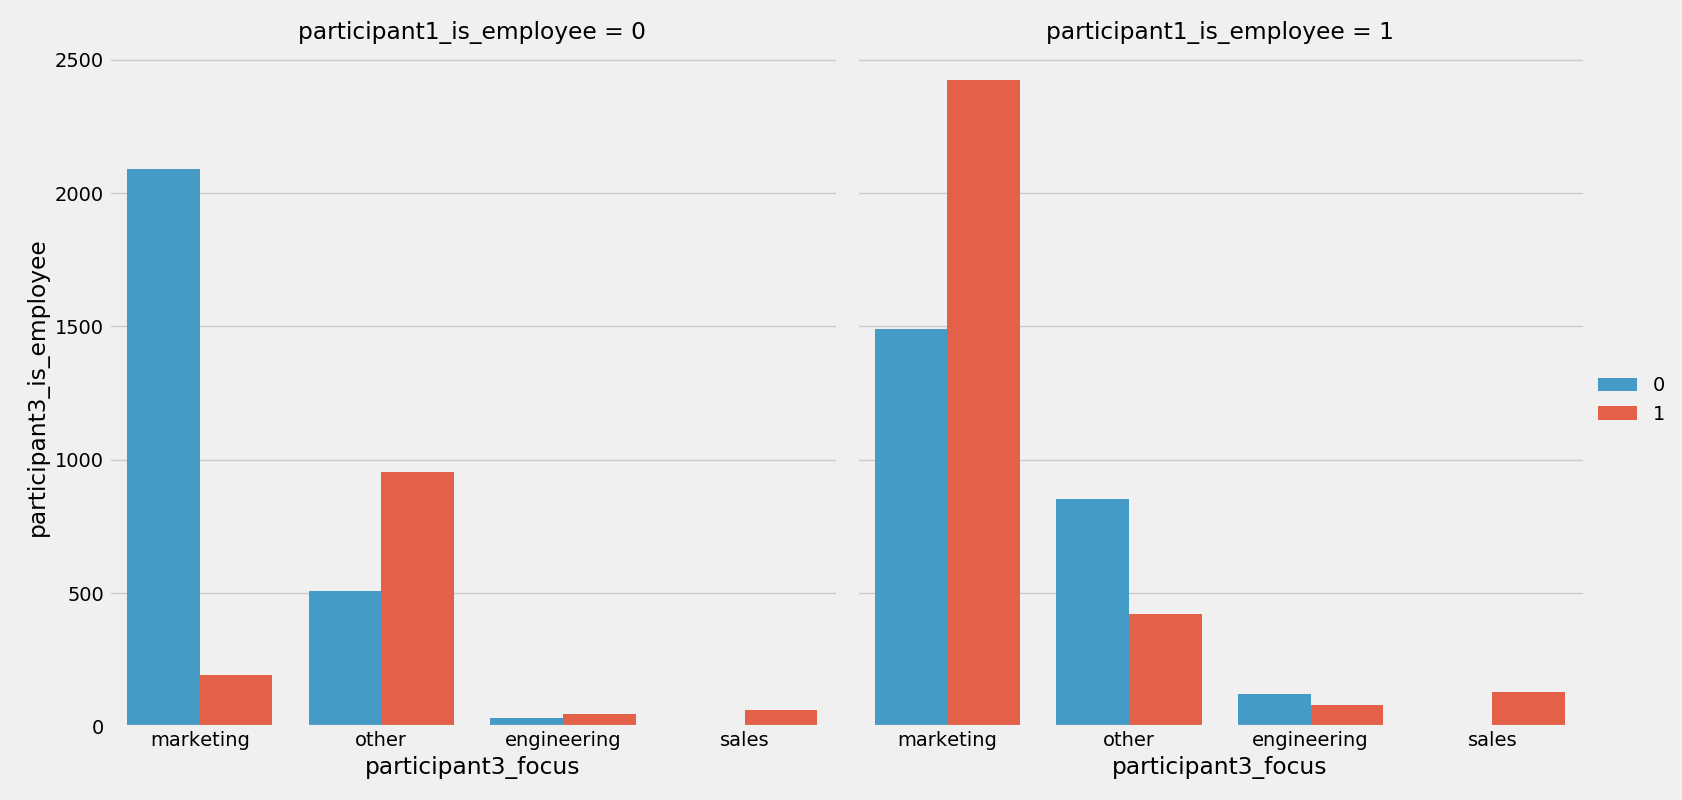 participant1_is_employee = 0
participant1_is_employee = 1
2500
2000
1500
1000
500
0
participant3_is_employee
marketing other engineering sales
participant3_focus
marketing other engineering sales
participant3_focus
0
1